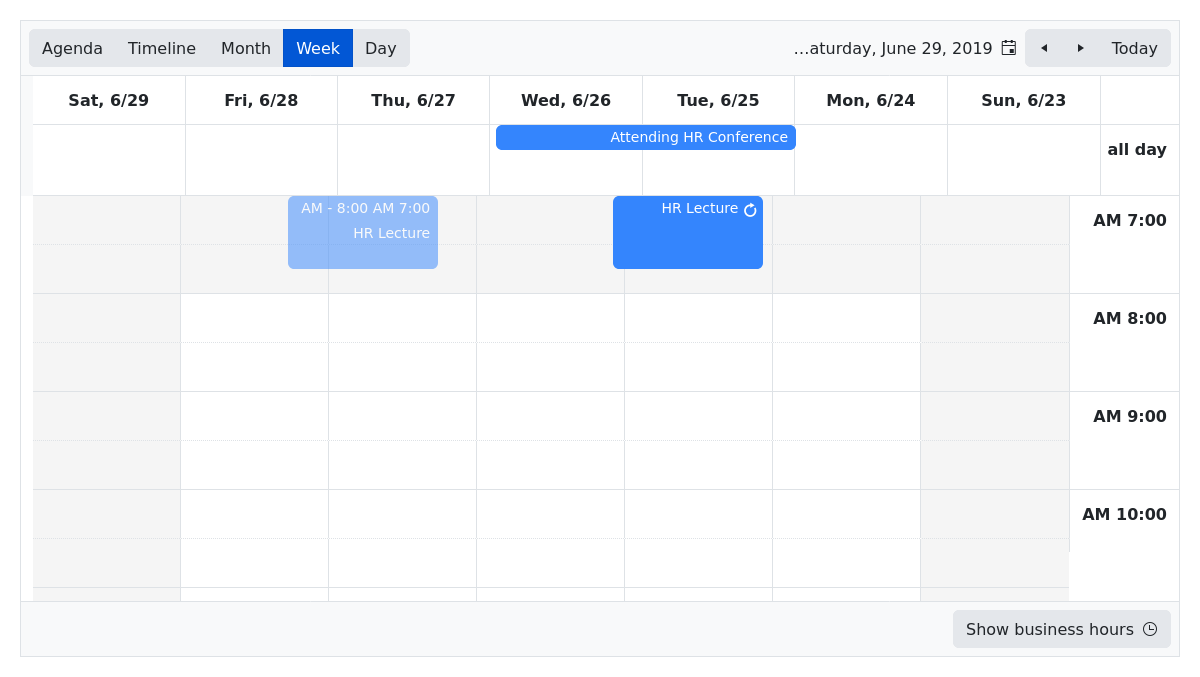 Agenda Timeline Month Week Day ...aturday, June 29, 2019 Today
Sat, 6/29 Fri, 6/28 Thu, 6/27 Wed, 6/26 Tue, 6/25 Mon, 6/24 Sun, 6/23
Attending HR Conference
all day
AM - 8:00 AM 7:00
HR Lecture
HR Lecture
AM 7:00
AM 8:00
AM 9:00
AM 10:00
Show business hours